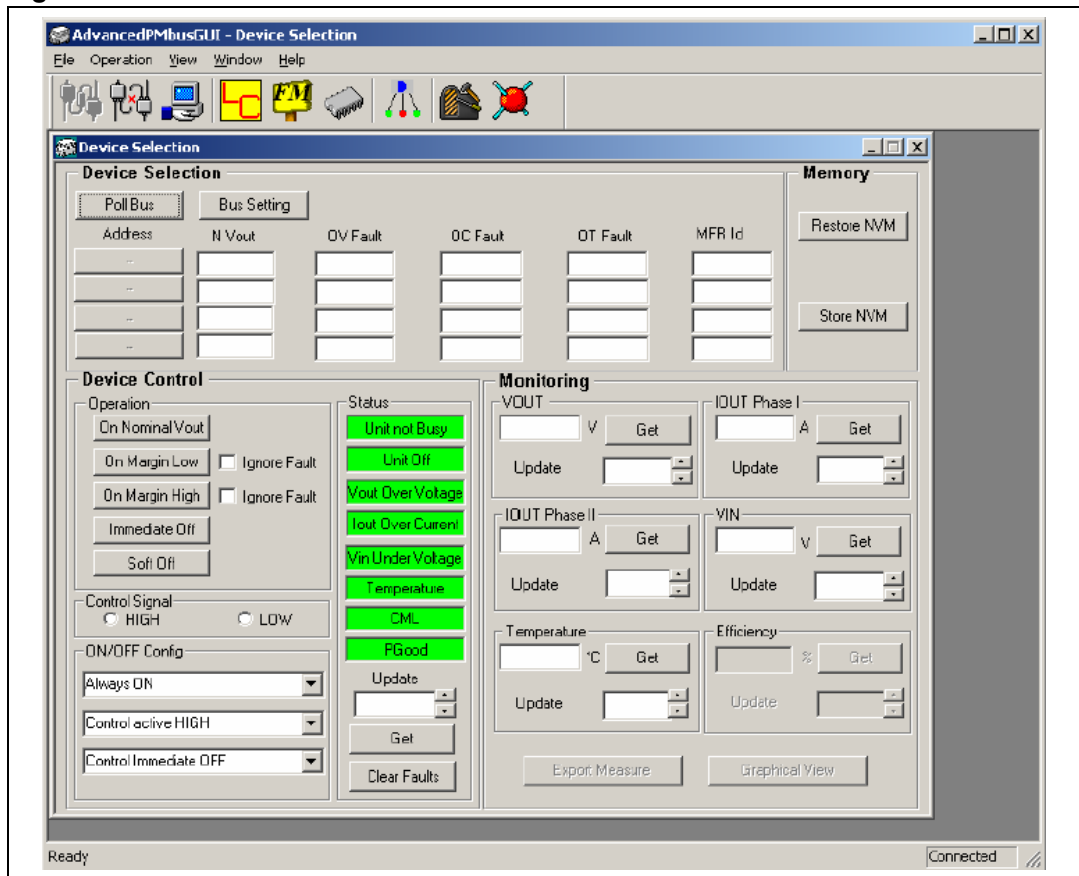 AdvancedPMbusGUI - Device Selection
File Operation View Window Help
LC FM
Device Selection
Device Selection
Memory
Poll Bus Bus Setting
Restore NVM
Address N Vout OV Fault OC Fault OT Fault MFR Id
--
--
Store NVM
--
--
Device Control
Monitoring
Operation
Status
VOUT
IOUT Phase I
On Nominal Vout
Unit not Busy
V Get
A Get
On Margin Low Ignore Fault
Unit Off
Update
Update
On Margin High Ignore Fault
Vout Over Voltage
Immediate Off
Iout Over Current
IOUT Phase II
VIN
A Get
V Get
Soft Off
Vin Under Voltage
Temperature
Update
Update
Control Signal
HIGH LOW
CML
Temperature
Efficiency
ON/OFF Config
PGood
°C Get
% Get
Always ON
Update
Update
Update
Control active HIGH
Get
Control Immediate OFF
Clear Faults
Export Measure Graphical View
Ready
Connected